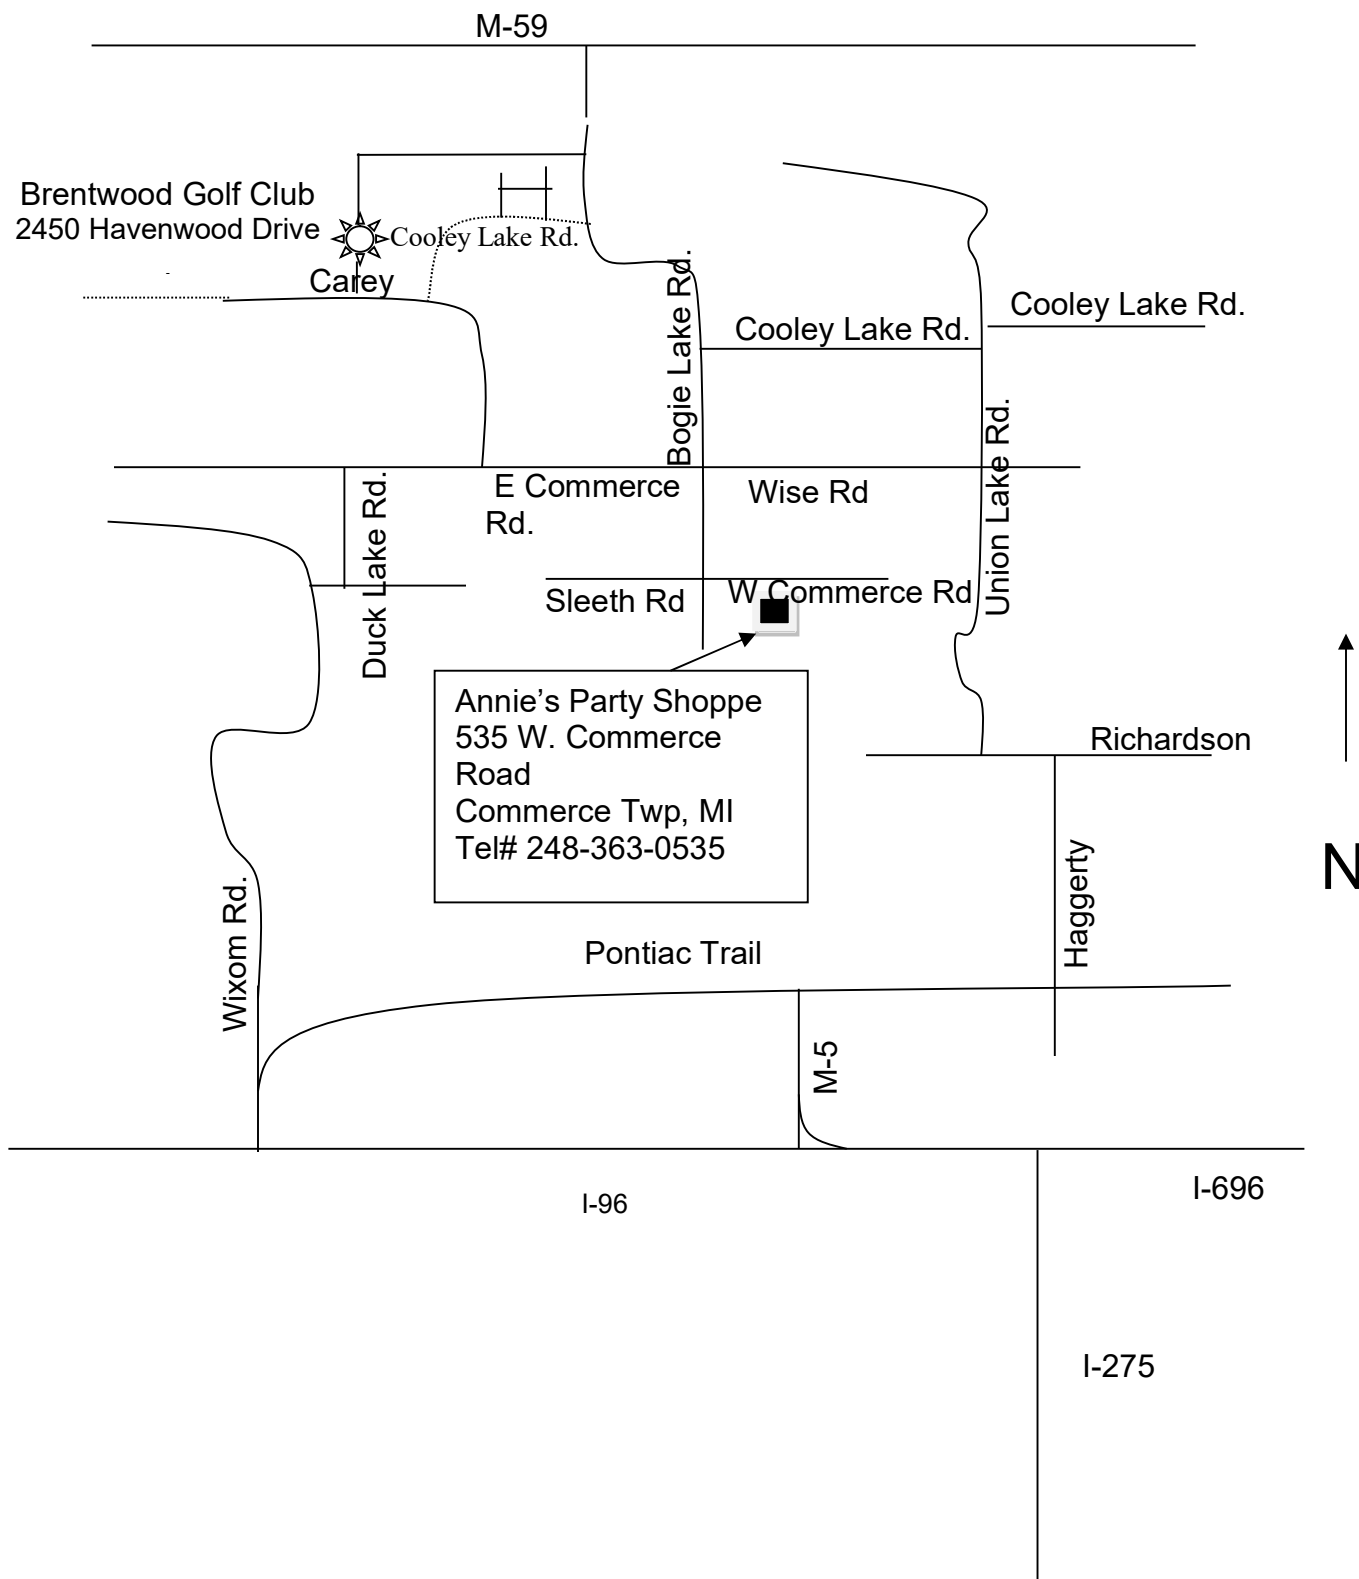 M-59
Brentwood Golf Club
2450 Havenwood Drive
Cooley Lake Rd.
Carey
Bogie Lake Rd.
Cooley Lake Rd.
Cooley Lake Rd.
E Commerce
Rd.
Wise Rd
Union Lake Rd.
Duck Lake Rd.
Sleeth Rd
W Commerce Rd
Annie’s Party Shoppe
535 W. Commerce
Road
Commerce Twp, MI
Tel# 248-363-0535
Richardson
N
Haggerty
Wixom Rd.
Pontiac Trail
M-5
I-96
I-696
I-275